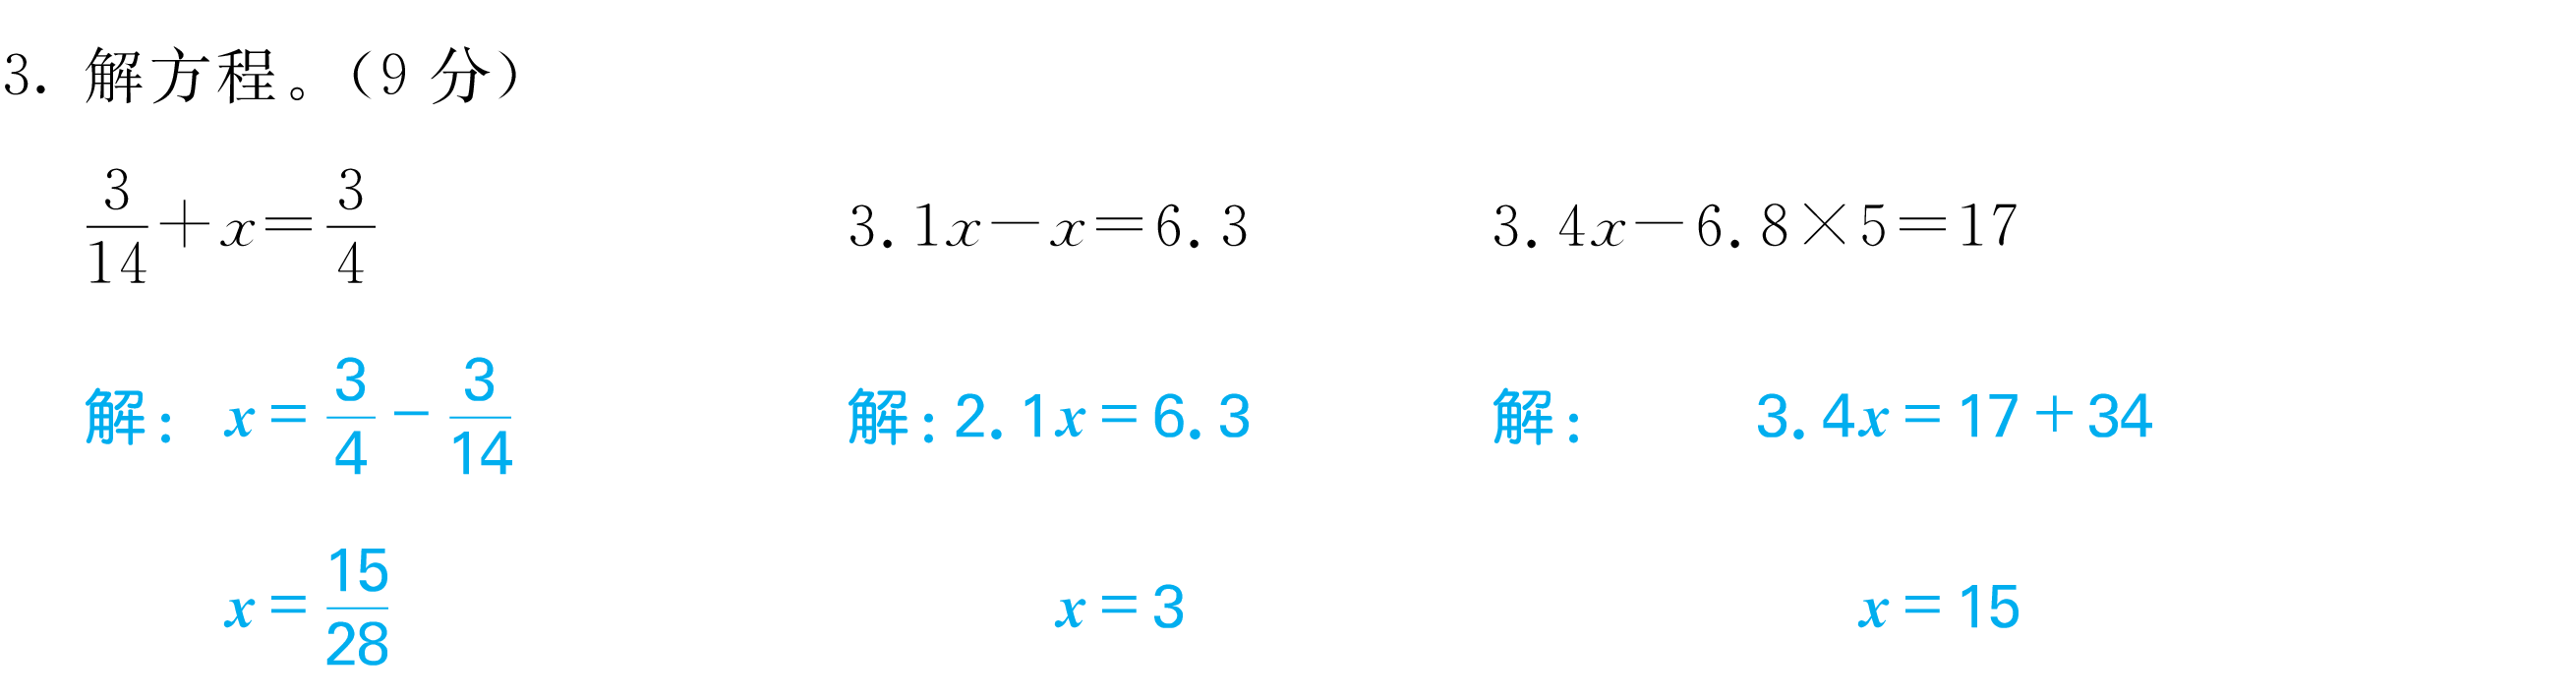 3. 解方程。(9 分)
3/14+x=3/4 3.1x-x=6.3 3.4x-6.8×5=17
解: x=3/4-3/14 解:2.1x=6.3 解: 3.4x=17+34
x=15/28 x=3 x=15